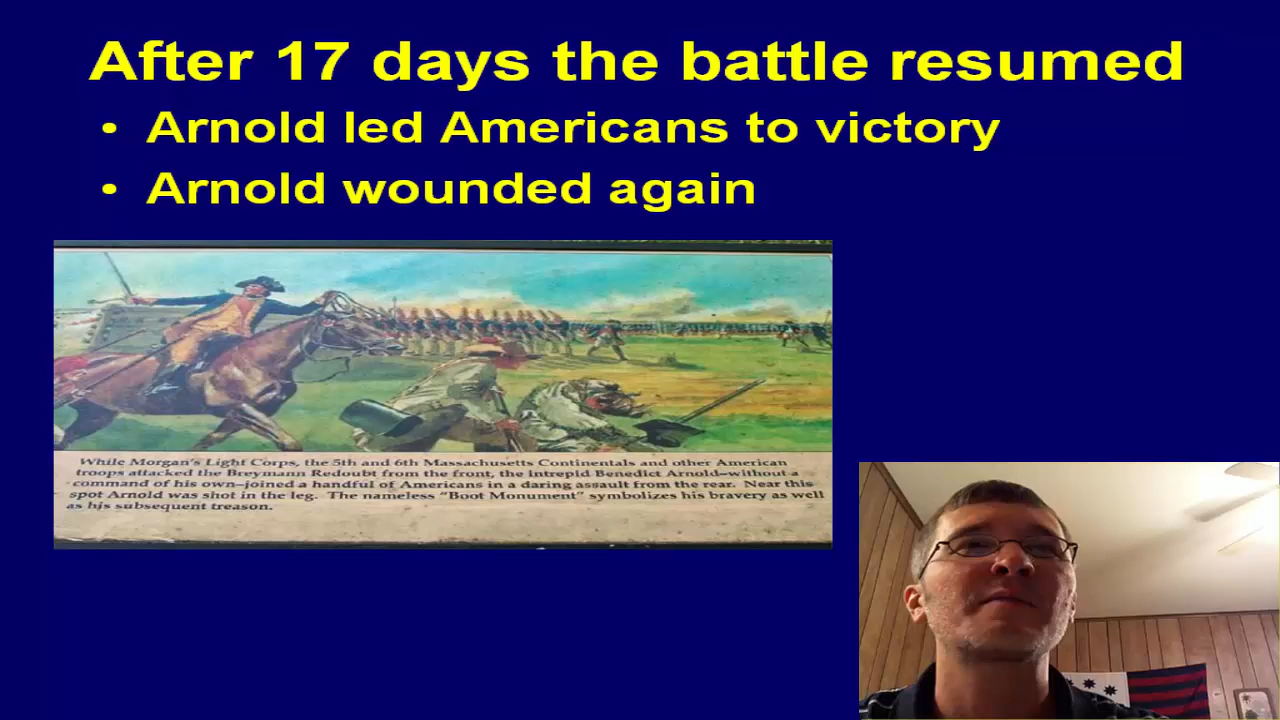 After 17 days the battle resumed
• Arnold led Americans to victory
• Arnold wounded again
While Morgan's Light Corps, the 5th and 6th Massachusetts Continentals and other American
troops attacked the Breymann Redoubt from the front, the intrepid Benedict Arnold—without a
command of his own—joined a handful of Americans in a daring assault from the rear. Near this
spot Arnold was shot in the leg. The nameless "Boot Monument" symbolizes his bravery as well
as his subsequent treason.